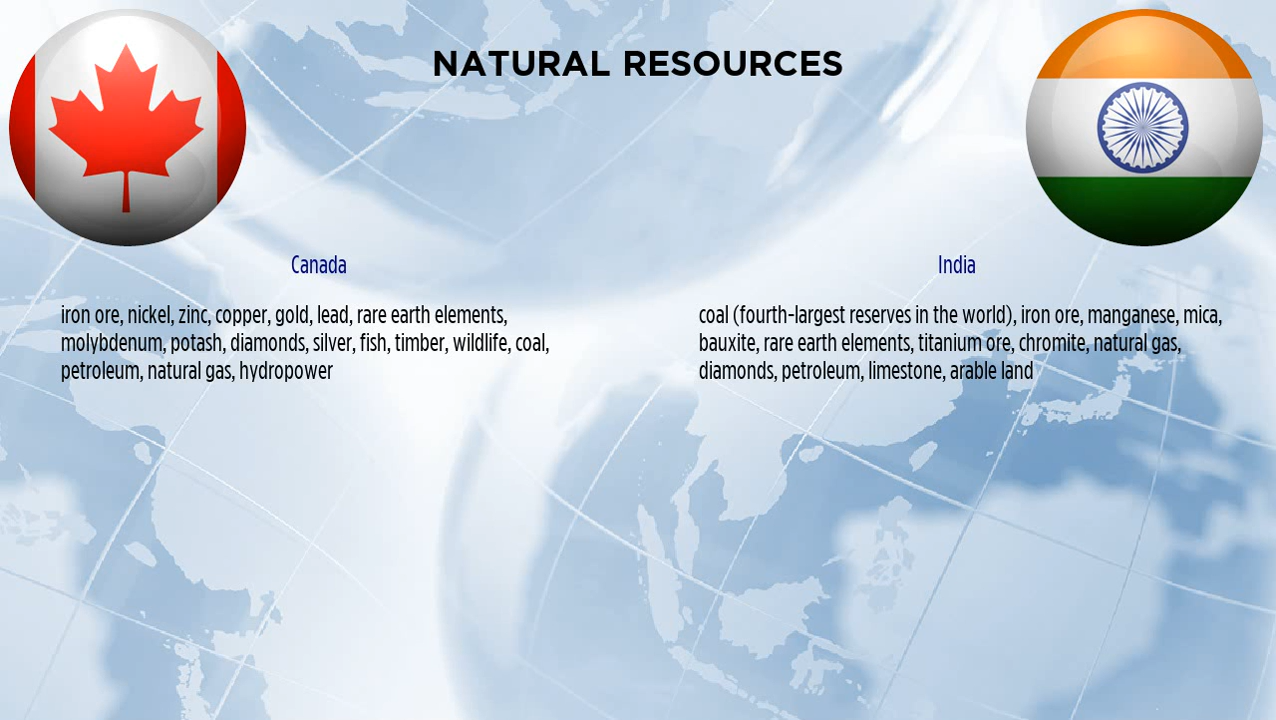 NATURAL RESOURCES
Canada
iron ore, nickel, zinc, copper, gold, lead, rare earth elements,
molybdenum, potash, diamonds, silver, fish, timber, wildlife, coal,
petroleum, natural gas, hydropower
India
coal (fourth-largest reserves in the world), iron ore, manganese, mica,
bauxite, rare earth elements, titanium ore, chromite, natural gas,
diamonds, petroleum, limestone, arable land